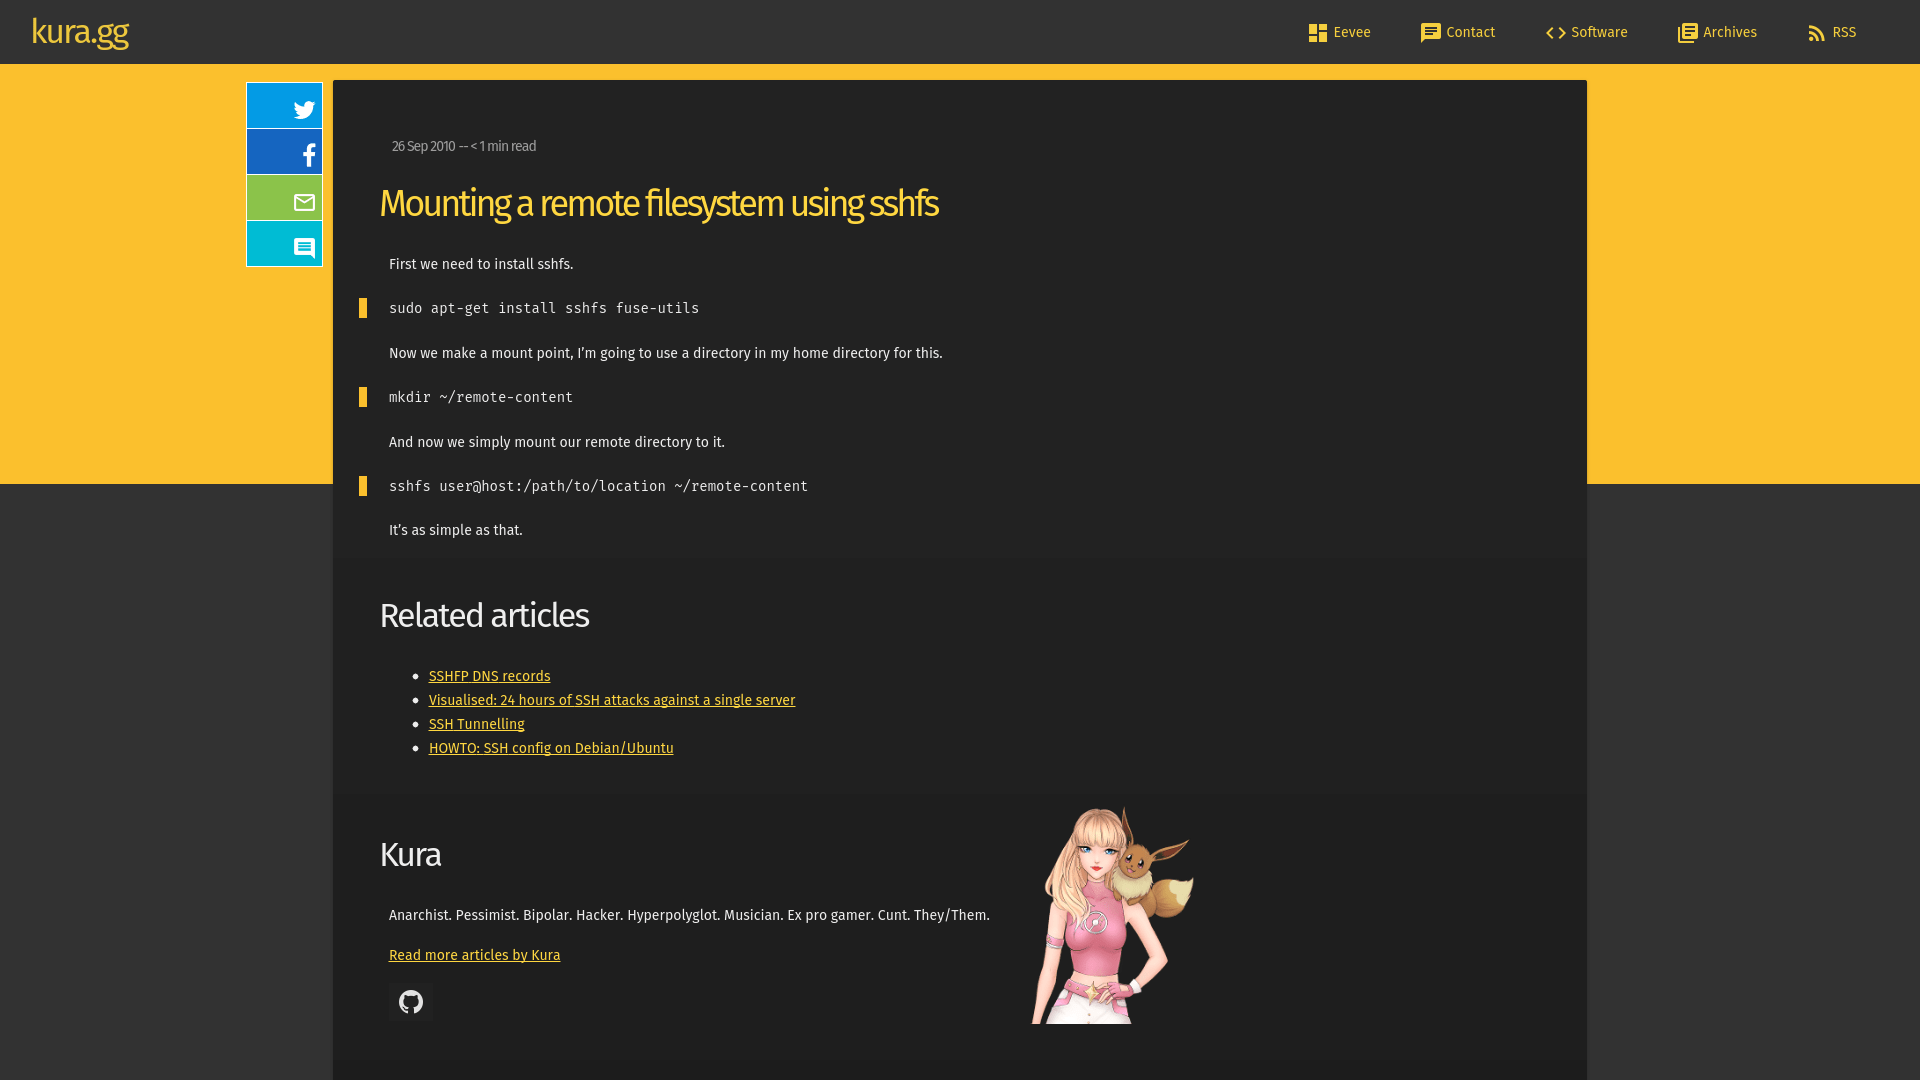 kura.gg
Eevee
Contact
Software
Archives
RSS
26 Sep 2010 -- < 1 min read
Mounting a remote filesystem using sshfs
First we need to install sshfs.
sudo apt-get install sshfs fuse-utils
Now we make a mount point, I’m going to use a directory in my home directory for this.
mkdir ~/remote-content
And now we simply mount our remote directory to it.
sshfs user@host:/path/to/location ~/remote-content
It’s as simple as that.
Related articles
SSHFP DNS records
Visualised: 24 hours of SSH attacks against a single server
SSH Tunnelling
HOWTO: SSH config on Debian/Ubuntu
Kura
Anarchist. Pessimist. Bipolar. Hacker. Hyperpolyglot. Musician. Ex pro gamer. Cunt. They/Them.
Read more articles by Kura